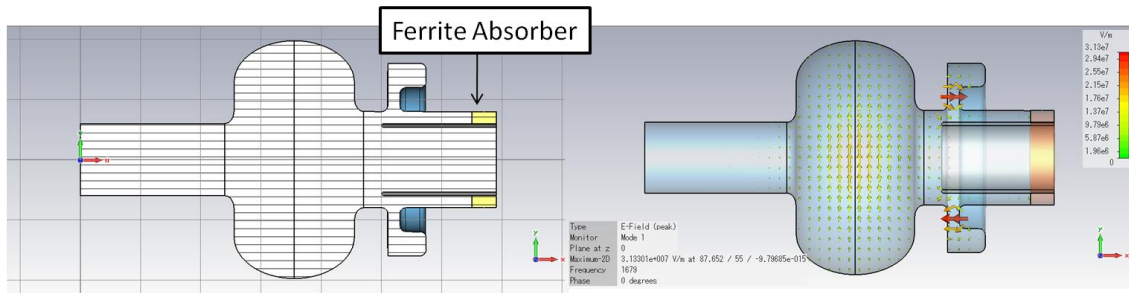 Ferrite Absorber
y
u
y
x
V/m
3.13e7
2.94e7
2.55e7
2.15e7
1.76e7
1.37e7
9.79e6
5.87e6
1.96e6
0
Type E-Field (peak)
Monitor Mode 1
Plane at z 0
Maximum-2D 3.13301e+007 V/m at 87.652 / 55 / -9.79685e-015
Frequency 1679
Phase 0 degrees
y
x